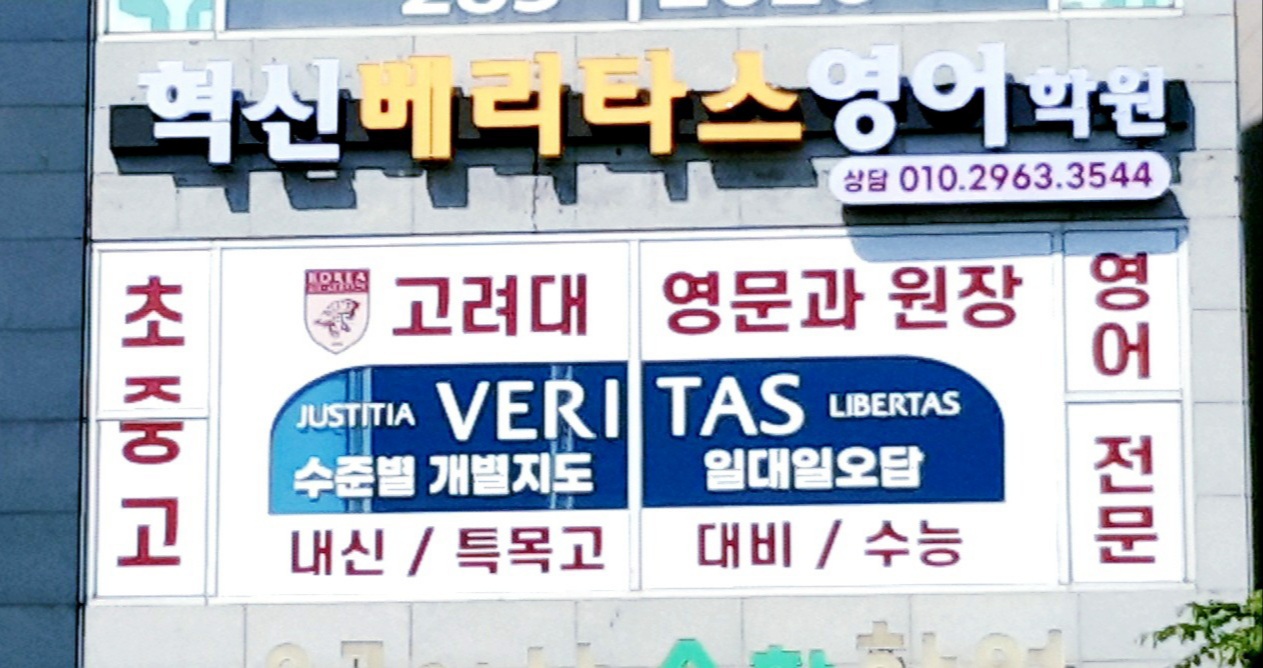 혁신베리타스영어학원
상담 010.2963.3544
초중고
KOREA
고려대 영문과 원장
JUSTITIA VERITAS LIBERTAS
수준별 개별지도 일대일오답
내신 / 특목고 대비 / 수능
영어
전문